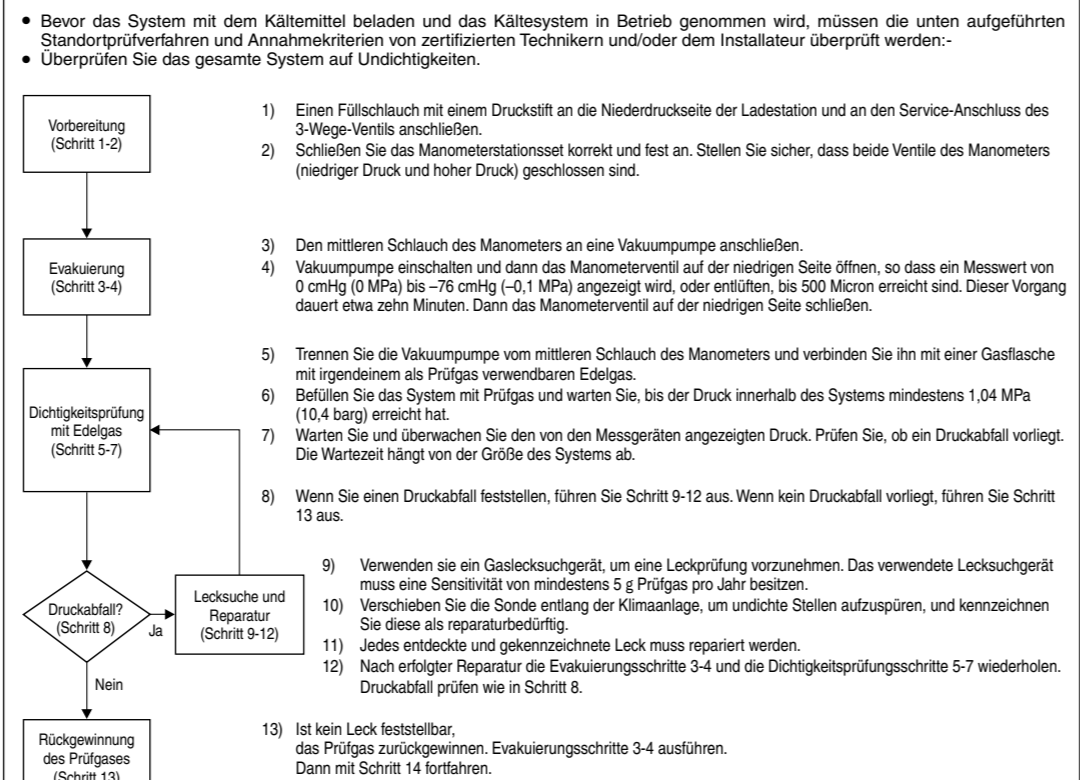 ● Bevor das System mit dem Kältemittel beladen und das Kältesystem in Betrieb genommen wird, müssen die unten aufgeführten
Standortprüfverfahren und Annahmekriterien von zertifizierten Technikern und/oder dem Installateur überprüft werden:-
● Überprüfen Sie das gesamte System auf Undichtigkeiten.
Vorbereitung
(Schritt 1-2)
1) Einen Füllschlauch mit einem Druckstift an die Niederdruckseite der Ladestation und an den Service-Anschluss des
3-Wege-Ventils anschließen.
2) Schließen Sie das Manometerstationsset korrekt und fest an. Stellen Sie sicher, dass beide Ventile des Manometers
(niedriger Druck und hoher Druck) geschlossen sind.
Evakuierung
(Schritt 3-4)
3) Den mittleren Schlauch des Manometers an eine Vakuumpumpe anschließen.
4) Vakuumpumpe einschalten und dann das Manometerventil auf der niedrigen Seite öffnen, so dass ein Messwert von
0 cmHg (0 MPa) bis –76 cmHg (–0,1 MPa) angezeigt wird, oder entlüften, bis 500 Micron erreicht sind. Dieser Vorgang
dauert etwa zehn Minuten. Dann das Manometerventil auf der niedrigen Seite schließen.
Dichtigkeitsprüfung
mit Edelgas
(Schritt 5-7)
5) Trennen Sie die Vakuumpumpe vom mittleren Schlauch des Manometers und verbinden Sie ihn mit einer Gasflasche
mit irgendeinem als Prüfgas verwendbaren Edelgas.
6) Befüllen Sie das System mit Prüfgas und warten Sie, bis der Druck innerhalb des Systems mindestens 1,04 MPa
(10,4 barg) erreicht hat.
7) Warten Sie und überwachen Sie den von den Messgeräten angezeigten Druck. Prüfen Sie, ob ein Druckabfall vorliegt.
Die Wartezeit hängt von der Größe des Systems ab.
8) Wenn Sie einen Druckabfall feststellen, führen Sie Schritt 9-12 aus. Wenn kein Druckabfall vorliegt, führen Sie Schritt
13 aus.
Druckabfall?
(Schritt 8)
Ja
Nein
Lecksuche und
Reparatur
(Schritt 9-12)
9) Verwenden sie ein Gaslecksuchgerät, um eine Leckprüfung vorzunehmen. Das verwendete Lecksuchgerät
muss eine Sensitivität von mindestens 5 g Prüfgas pro Jahr besitzen.
10) Verschieben Sie die Sonde entlang der Klimaanlage, um undichte Stellen aufzuspüren, und kennzeichnen
Sie diese als reparaturbedürftig.
11) Jedes entdeckte und gekennzeichnete Leck muss repariert werden.
12) Nach erfolgter Reparatur die Evakuierungsschritte 3-4 und die Dichtigkeitsprüfungsschritte 5-7 wiederholen.
Druckabfall prüfen wie in Schritt 8.
Rückgewinnung
des Prüfgases
(Schritt 13)
13) Ist kein Leck feststellbar,
das Prüfgas zurückgewinnen. Evakuierungsschritte 3-4 ausführen.
Dann mit Schritt 14 fortfahren.